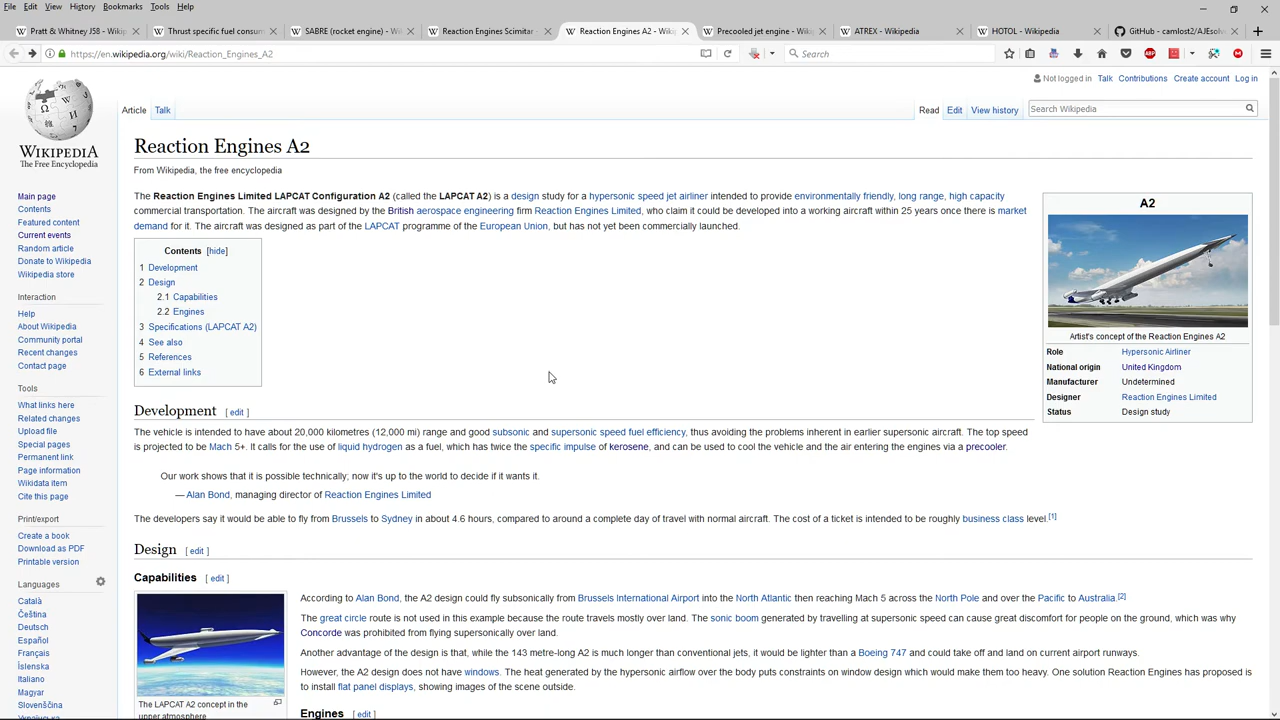 File Edit View History Bookmarks Tools Help
Pratt & Whitney J58 - Wikip
Thrust specific fuel consum
SABRE (rocket engine) - W
Reaction Engines Scimitar -
Reaction Engines A2 - Wiki
Precooled jet engine - Wiki
ATREX - Wikipedia
HOTOL - Wikipedia
GitHub - camlost2/AJEsol
https://en.wikipedia.org/wiki/Reaction_Engines_A2
Search
Not logged in Talk Contributions Create account Log in
Article Talk
Read Edit View history
Search Wikipedia
WIKIPEDIA
The Free Encyclopedia
Main page
Contents
Featured content
Current events
Random article
Donate to Wikipedia
Wikipedia store
Interaction
Help
About Wikipedia
Community portal
Recent changes
Contact page
Tools
What links here
Related changes
Upload file
Special pages
Permanent link
Page information
Wikidata item
Cite this page
Print/export
Create a book
Download as PDF
Printable version
Languages
Català
Čeština
Deutsch
Español
Français
Íslenska
Italiano
Magyar
Slovenščina
Reaction Engines A2
From Wikipedia, the free encyclopedia
The Reaction Engines Limited LAPCAT Configuration A2 (called the LAPCAT A2) is a design study for a hypersonic speed jet airliner intended to provide environmentally friendly, long range, high capacity
commercial transportation. The aircraft was designed by the British aerospace engineering firm Reaction Engines Limited, who claim it could be developed into a working aircraft within 25 years once there is market
demand for it. The aircraft was designed as part of the LAPCAT programme of the European Union, but has not yet been commercially launched.
Contents [hide]
1 Development
2 Design
2.1 Capabilities
2.2 Engines
3 Specifications (LAPCAT A2)
4 See also
5 References
6 External links
A2
Artist's concept of the Reaction Engines A2
Role Hypersonic Airliner
National origin United Kingdom
Manufacturer Undetermined
Designer Reaction Engines Limited
Status Design study
Development [ edit ]
The vehicle is intended to have about 20,000 kilometres (12,000 mi) range and good subsonic and supersonic speed fuel efficiency, thus avoiding the problems inherent in earlier supersonic aircraft. The top speed
is projected to be Mach 5+. It calls for the use of liquid hydrogen as a fuel, which has twice the specific impulse of kerosene, and can be used to cool the vehicle and the air entering the engines via a precooler.
Our work shows that it is possible technically; now it's up to the world to decide if it wants it.
— Alan Bond, managing director of Reaction Engines Limited
The developers say it would be able to fly from Brussels to Sydney in about 4.6 hours, compared to around a complete day of travel with normal aircraft. The cost of a ticket is intended to be roughly business class level.[1]
Design [ edit ]
Capabilities [ edit ]
According to Alan Bond, the A2 design could fly subsonically from Brussels International Airport into the North Atlantic then reaching Mach 5 across the North Pole and over the Pacific to Australia.[2]
The great circle route is not used in this example because the route travels mostly over land. The sonic boom generated by travelling at supersonic speed can cause great discomfort for people on the ground, which was why
Concorde was prohibited from flying supersonically over land.
Another advantage of the design is that, while the 143 metre-long A2 is much longer than conventional jets, it would be lighter than a Boeing 747 and could take off and land on current airport runways.
However, the A2 design does not have windows. The heat generated by the hypersonic airflow over the body puts constraints on window design which would make them too heavy. One solution Reaction Engines has proposed is
to install flat panel displays, showing images of the scene outside.
The LAPCAT A2 concept in the
upper atmosphere
Engines [ edit ]